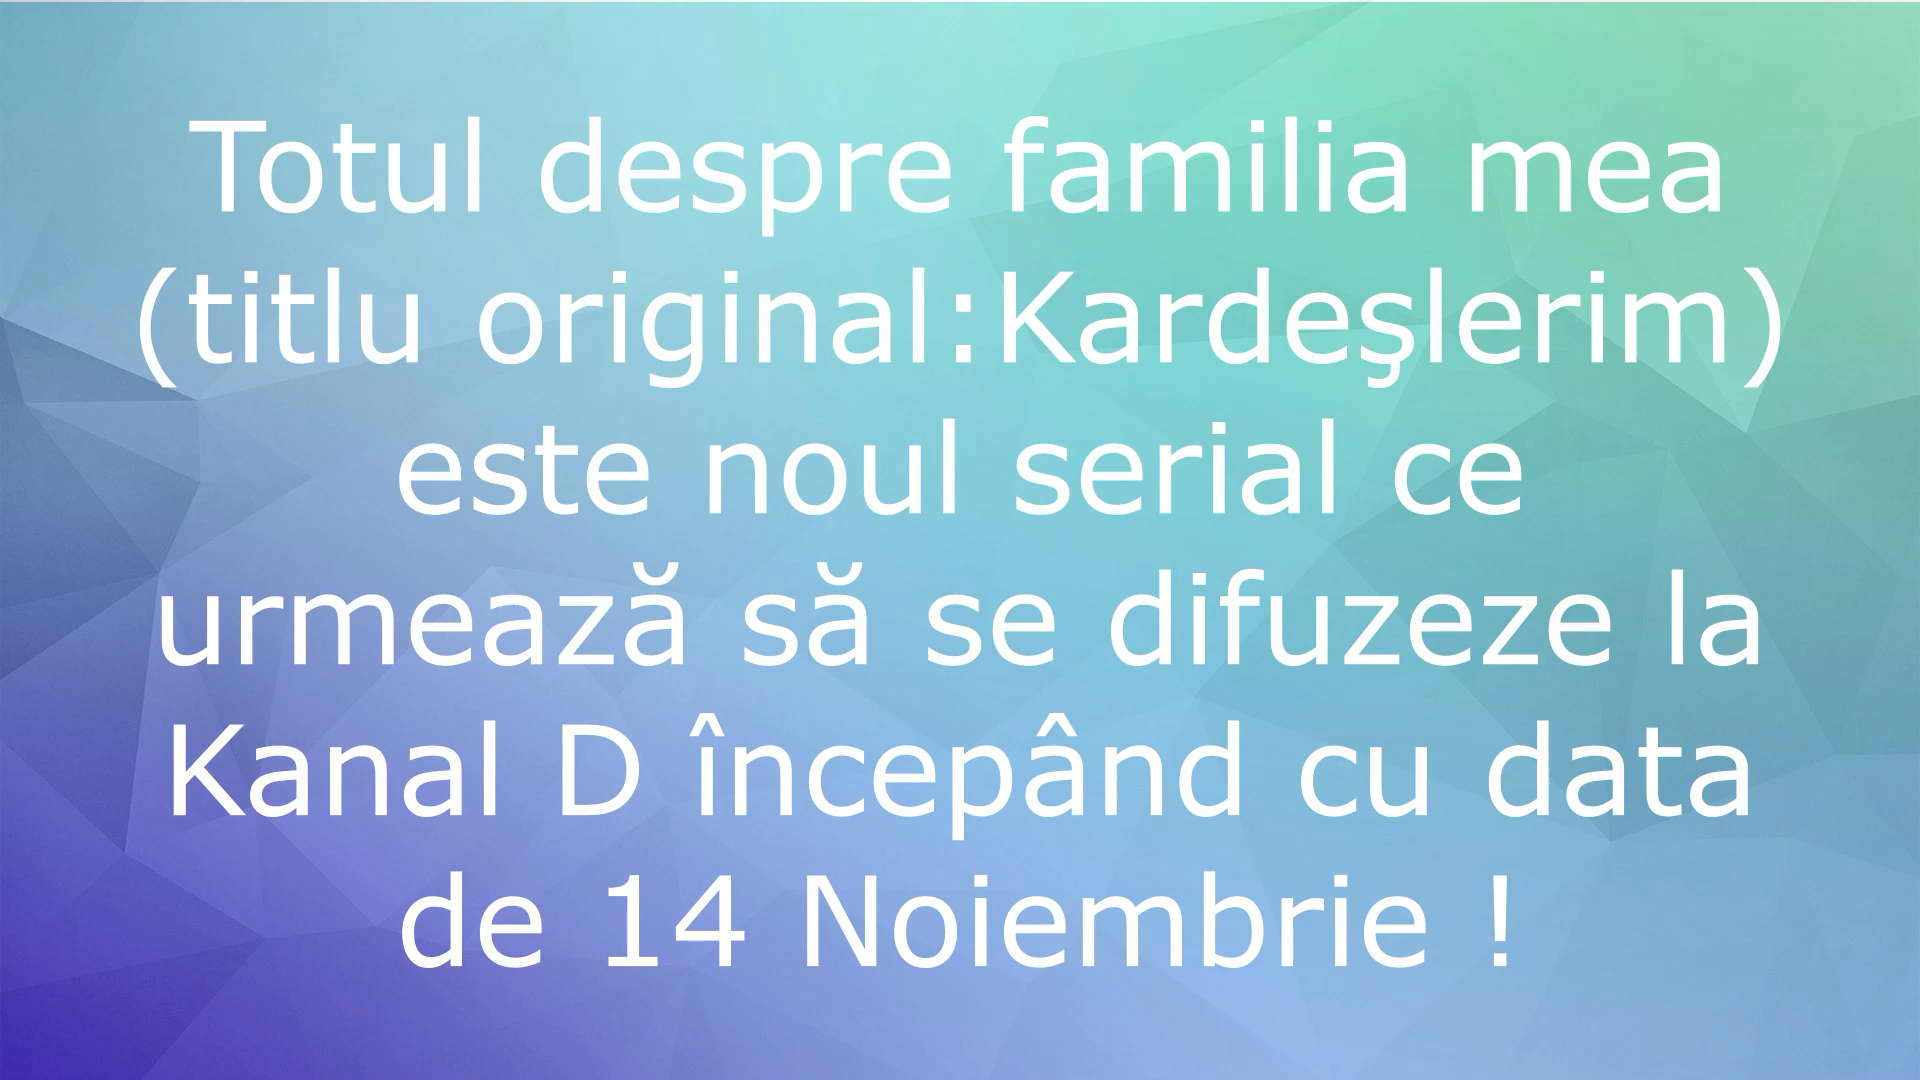 Totul despre familia mea
(titlu original:Kardeşlerim)
este noul serial ce
urmează să se difuzeze la
Kanal D începând cu data
de 14 Noiembrie !